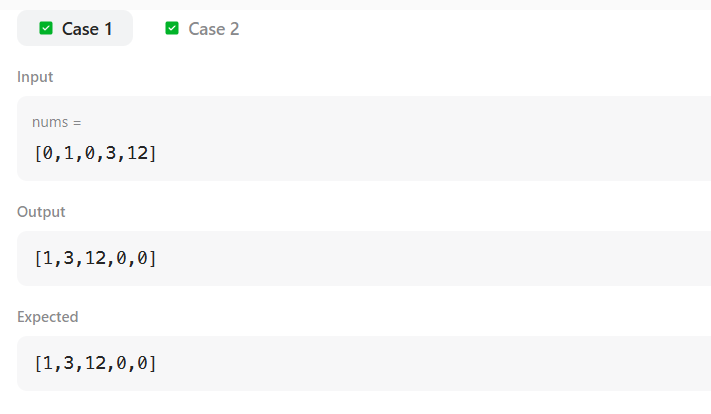 Case 1 Case 2
Input
nums =
[0,1,0,3,12]
Output
[1,3,12,0,0]
Expected
[1,3,12,0,0]